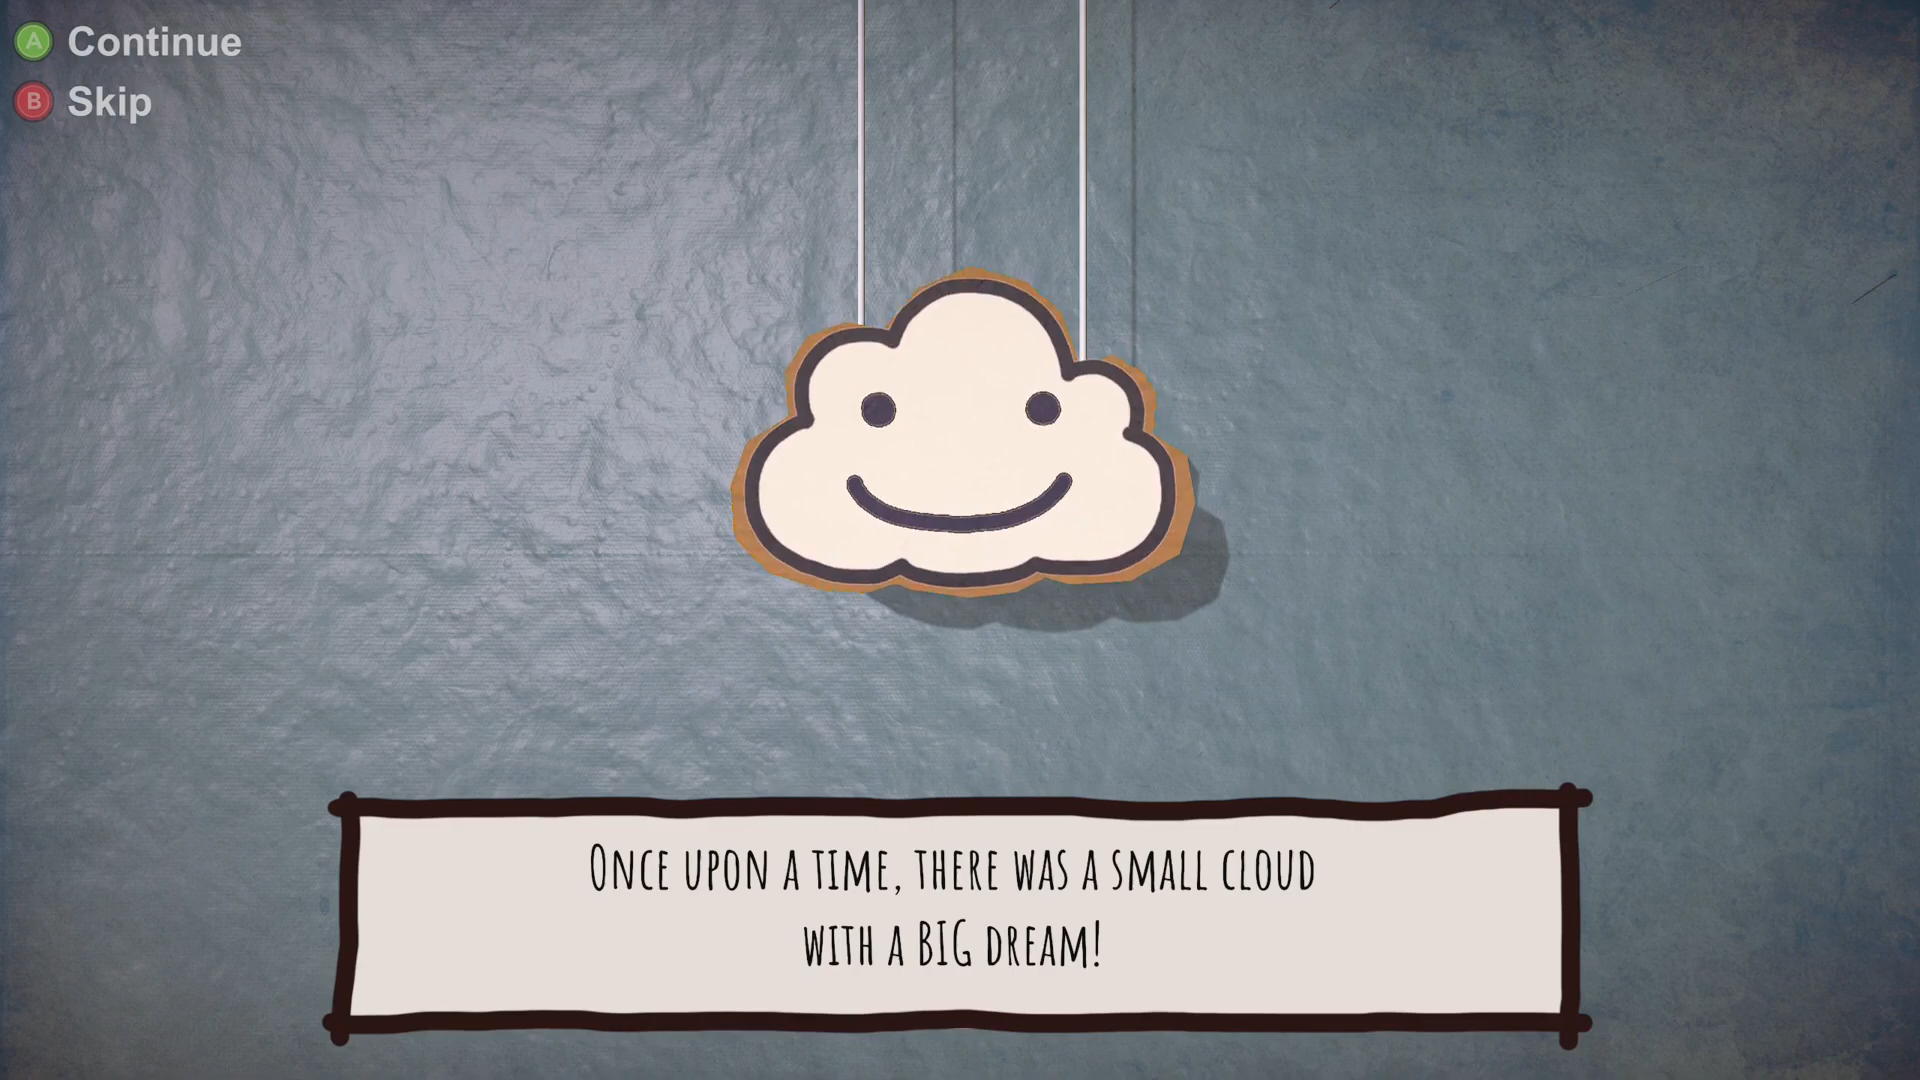 A Continue
B Skip
Once upon a time, there was a small cloud
with a BIG dream!